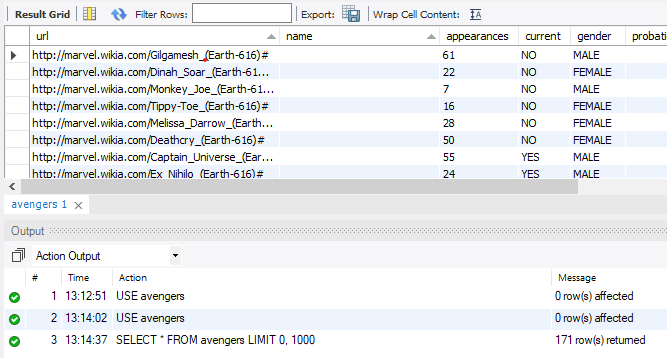 Result Grid Filter Rows: Export: Wrap Cell Content: IA
url name appearances current gender probatio
http://marvel.wikia.com/Gilgamesh_(Earth-616)# 61 NO MALE
http://marvel.wikia.com/Dinah_Soar_(Earth-61... 22 NO FEMALE
http://marvel.wikia.com/Monkey_Joe_(Earth-61... 7 NO MALE
http://marvel.wikia.com/Tippy-Toe_(Earth-616)# 16 NO FEMALE
http://marvel.wikia.com/Melissa_Darrow_(Earth... 28 NO FEMALE
http://marvel.wikia.com/Deathcry_(Earth-616)# 50 NO FEMALE
http://marvel.wikia.com/Captain_Universe_(Ear... 55 YES MALE
http://marvel.wikia.com/Ex_Nihilo_(Earth-616)# 24 YES MALE
avengers 1
Output
Action Output
# Time Action Message
1 13:12:51 USE avengers 0 row(s) affected
2 13:14:02 USE avengers 0 row(s) affected
3 13:14:37 SELECT * FROM avengers LIMIT 0, 1000 171 row(s) returned